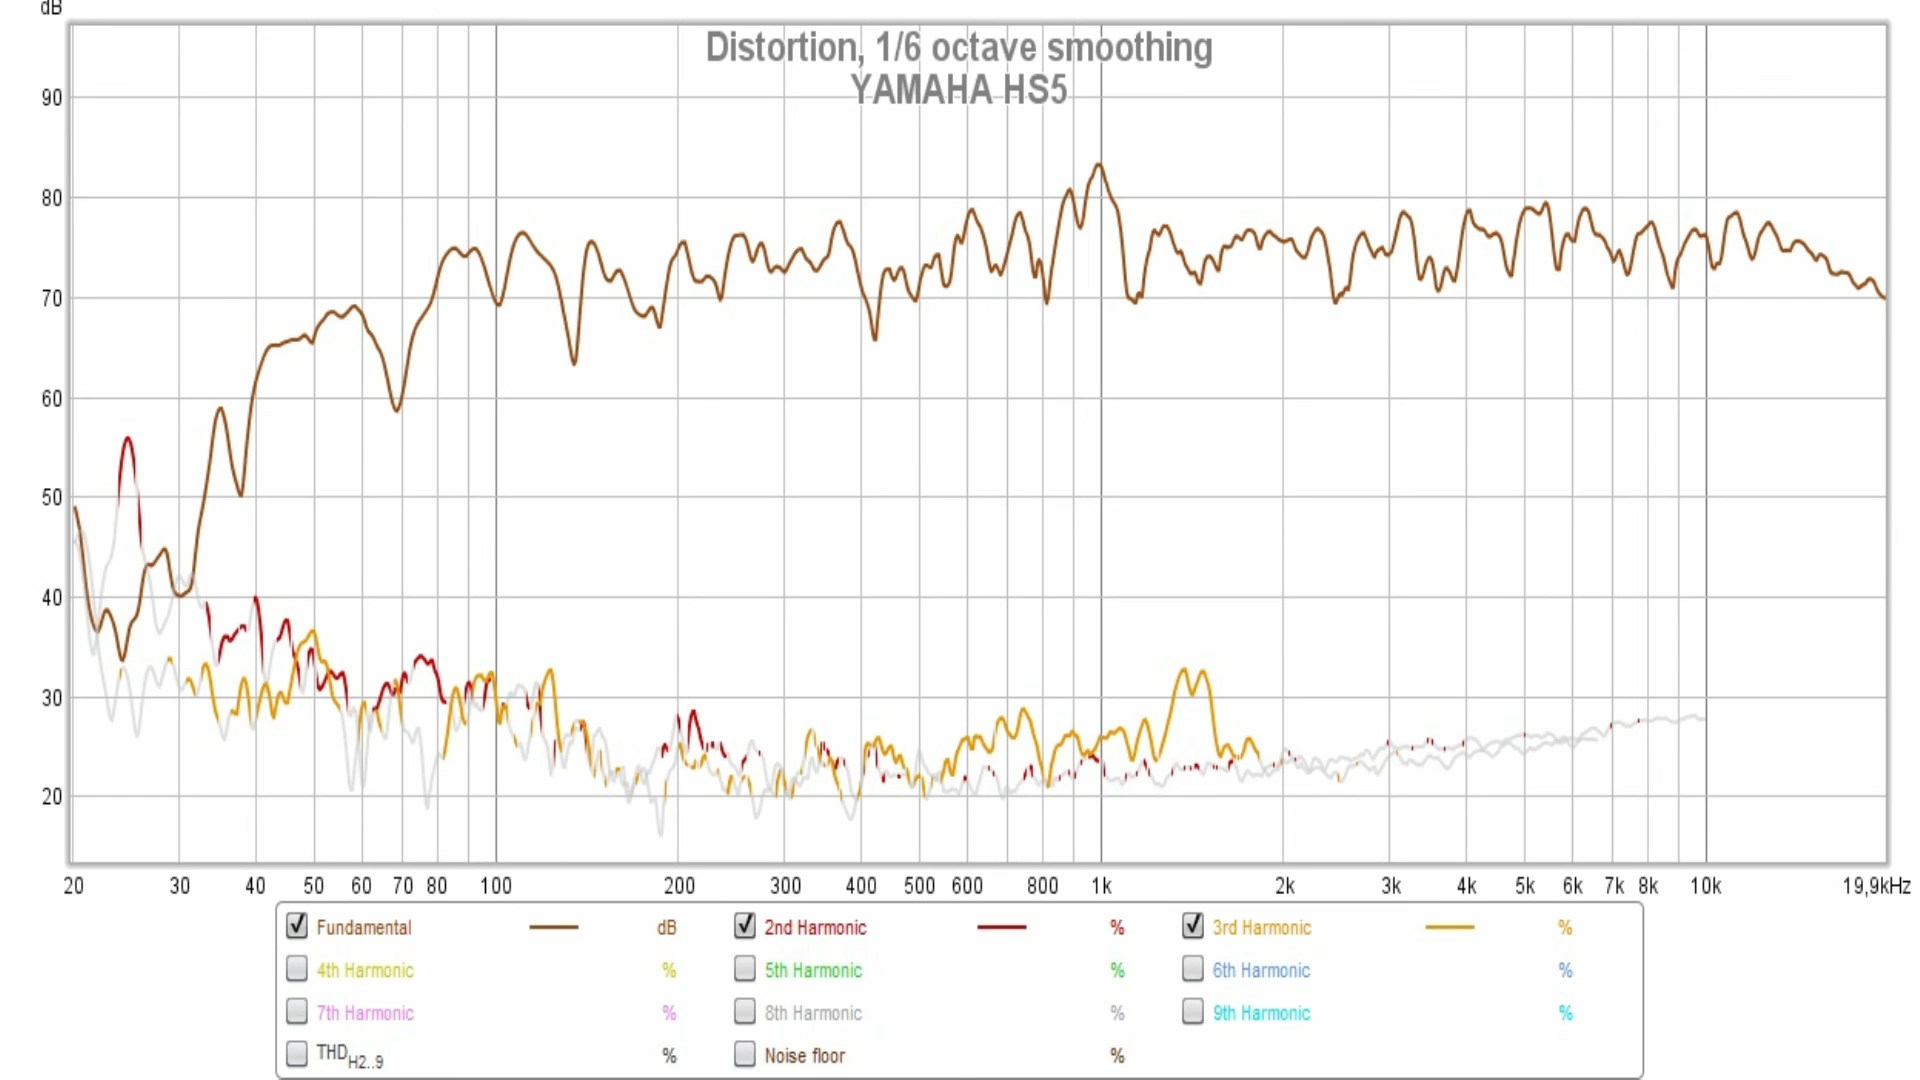 dB
Distortion, 1/6 octave smoothing
YAMAHA HS5
90
80
70
60
50
40
30
20
20 30 40 50 60 70 80 100 200 300 400 500 600 800 1k 2k 3k 4k 5k 6k 7k 8k 10k 19,9kHz
Fundamental dB 2nd Harmonic % 3rd Harmonic %
4th Harmonic % 5th Harmonic % 6th Harmonic %
7th Harmonic % 8th Harmonic % 9th Harmonic %
THD H2..9 % Noise floor %